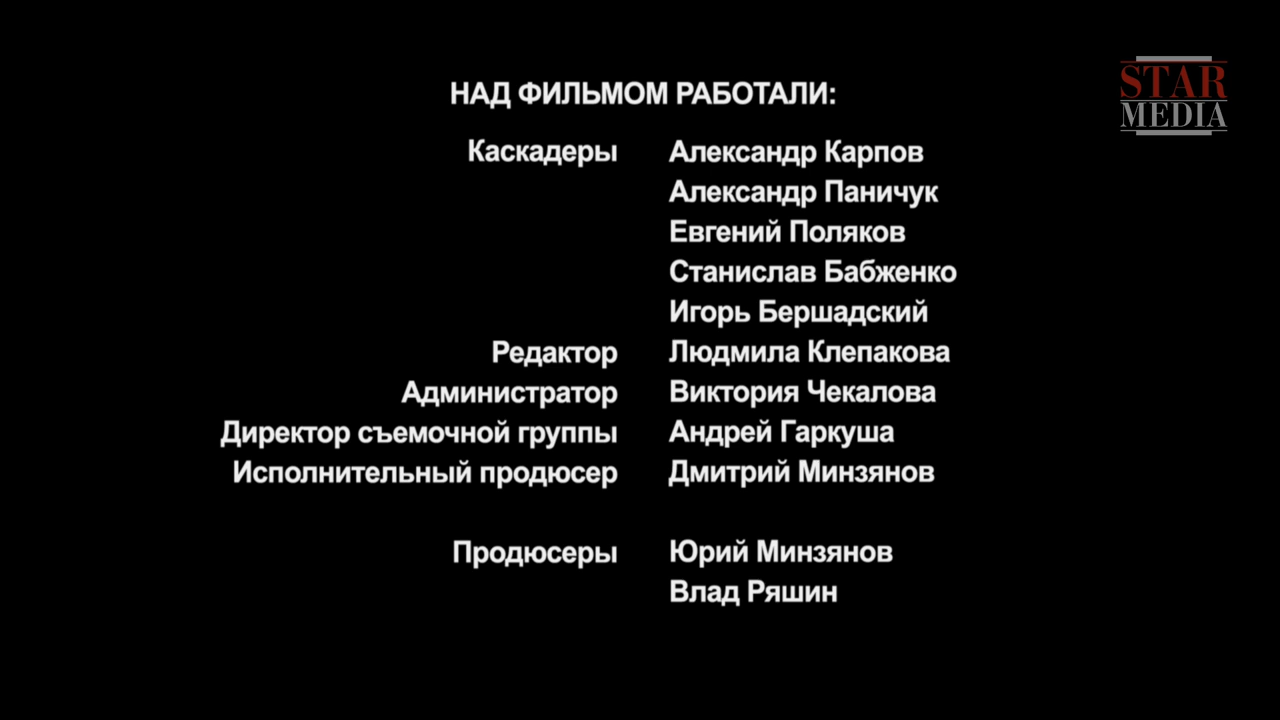 STAR
MEDIA
НАД ФИЛЬМОМ РАБОТАЛИ:
Каскадеры Александр Карпов
Александр Паничук
Евгений Поляков
Станислав Бабженко
Игорь Бершадский
Редактор Людмила Клепакова
Администратор Виктория Чекалова
Директор съемочной группы Андрей Гаркуша
Исполнительный продюсер Дмитрий Минзянов
Продюсеры Юрий Минзянов
Влад Ряшин